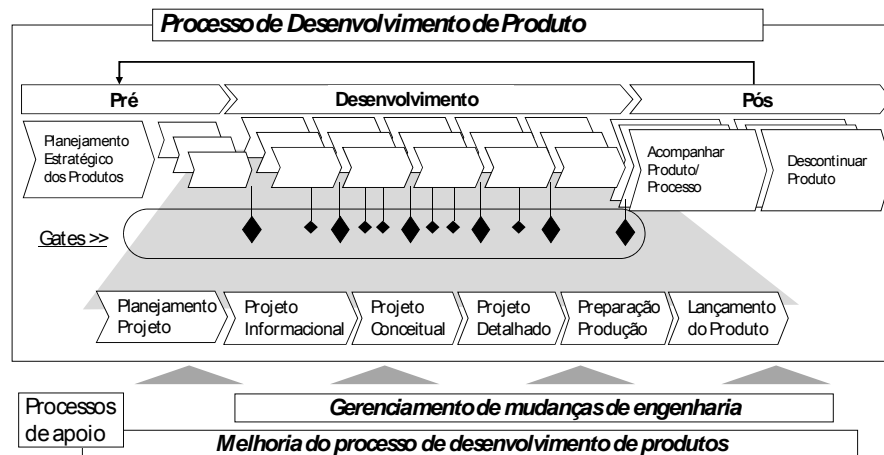 Processo de Desenvolvimento de Produto
Pré
Desenvolvimento
Pós
Planejamento
Estratégico
dos Produtos
Acompanhar
Produto/
Processo
Descontinuar
Produto
Gates >>
Planejamento
Projeto
Projeto
Informacional
Projeto
Conceitual
Projeto
Detalhado
Preparação
Produção
Lançamento
do Produto
Processos
de apoio
Gerenciamento de mudanças de engenharia
Melhoria do processo de desenvolvimento de produtos